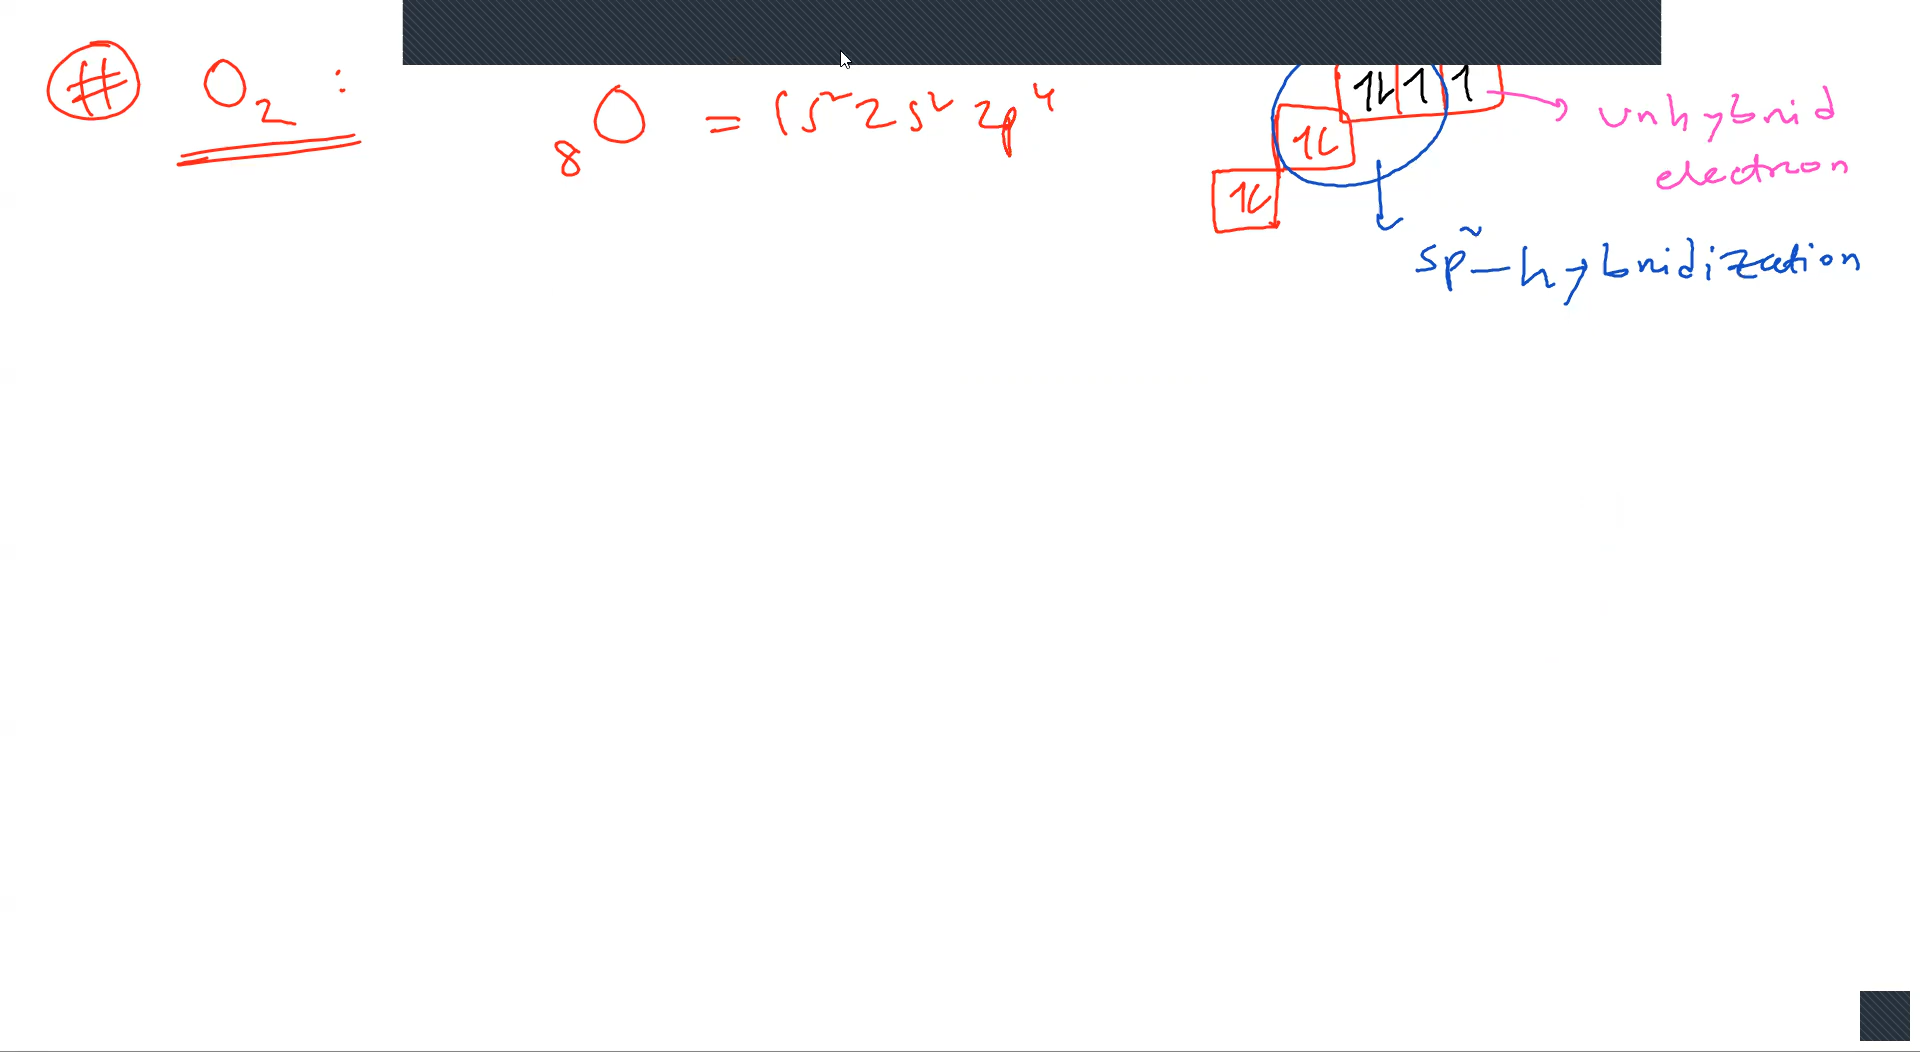 # O₂ :
₈O = 1s² 2s² 2p⁴
1L 1 1
unhybrid
1L
electron
1L
sp² – hybridization